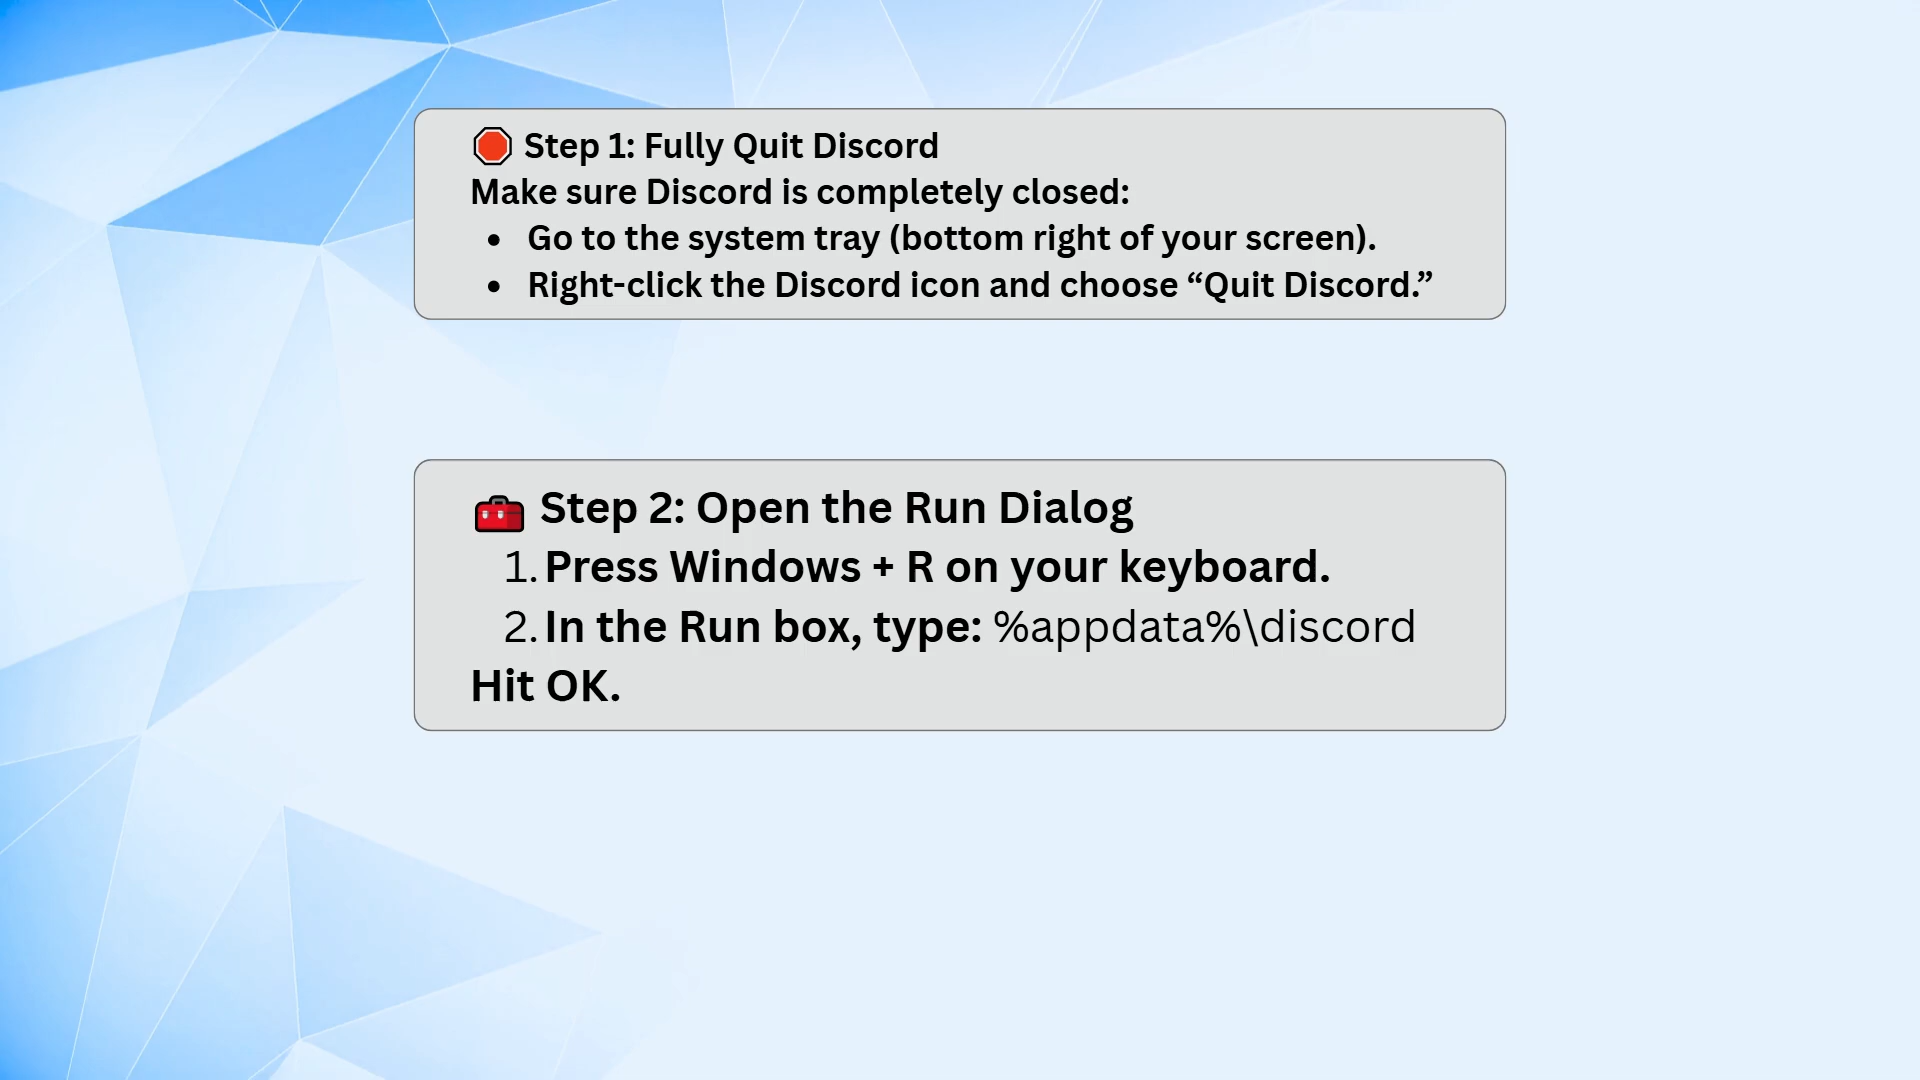 🛑 Step 1: Fully Quit Discord
Make sure Discord is completely closed:
• Go to the system tray (bottom right of your screen).
• Right-click the Discord icon and choose “Quit Discord.”
🧰 Step 2: Open the Run Dialog
1. Press Windows + R on your keyboard.
2. In the Run box, type: %appdata%\discord
Hit OK.